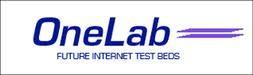 OneLab
FUTURE INTERNET TEST BEDS